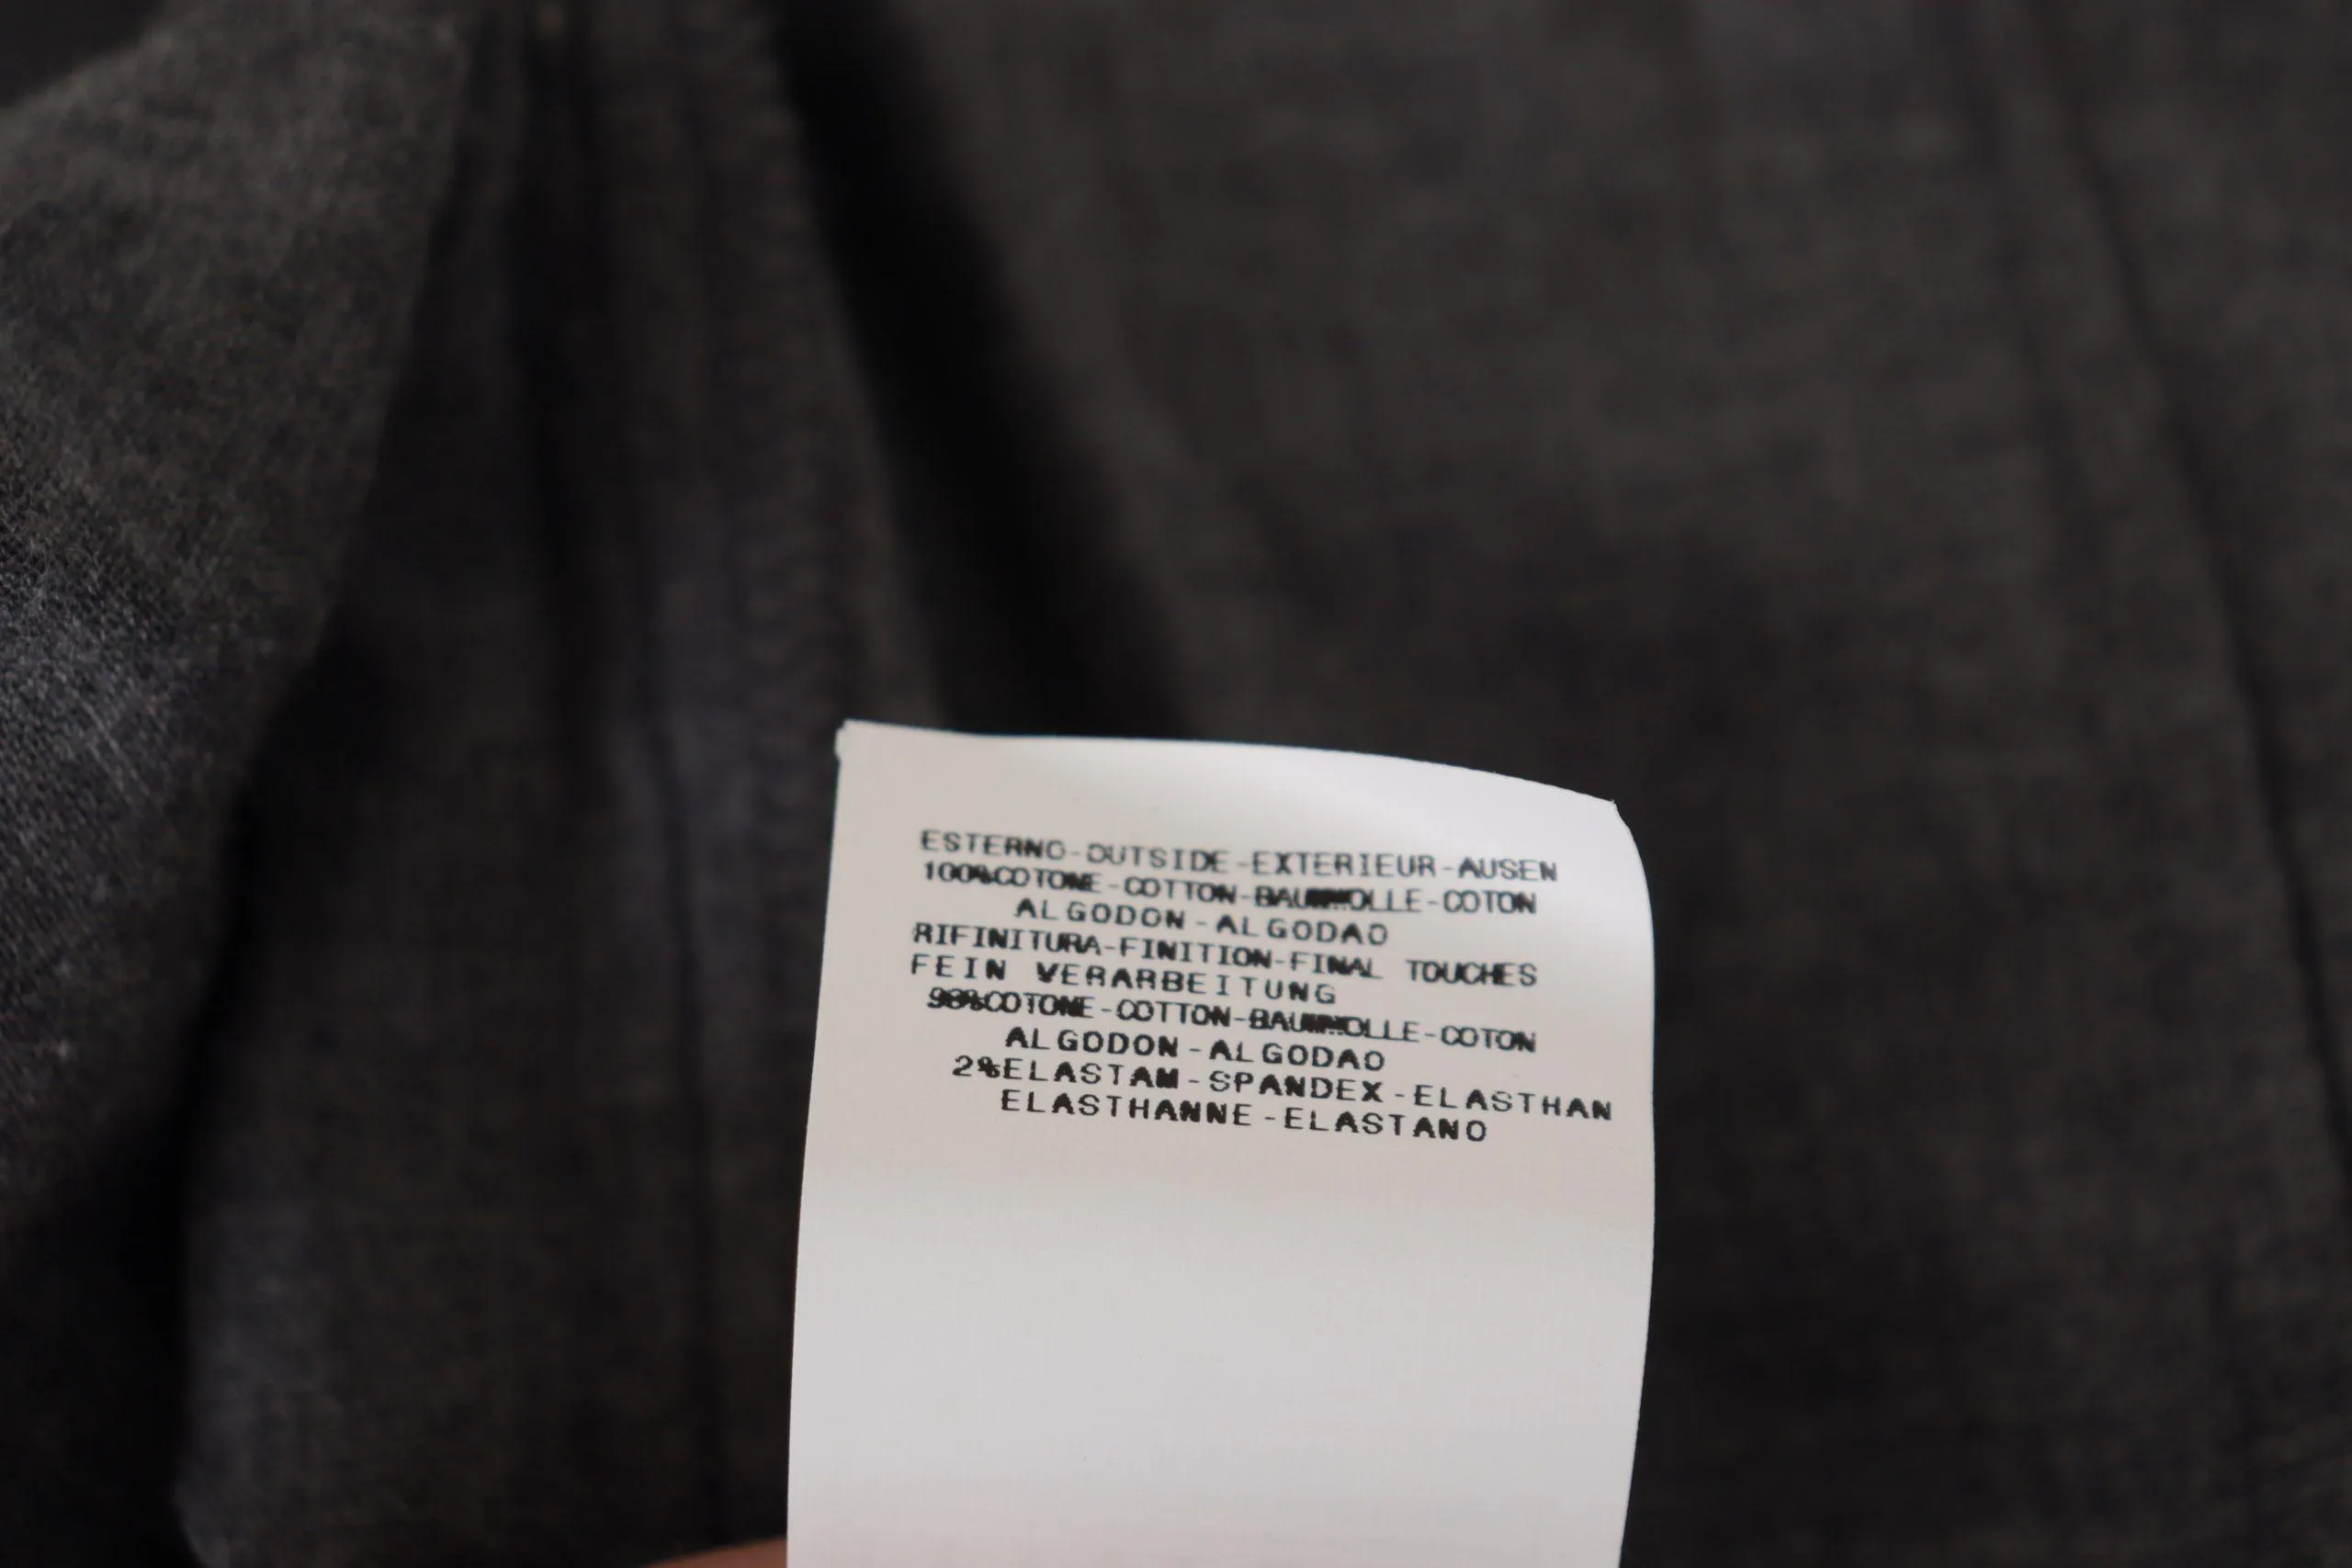 ESTERNO-OUTSIDE-EXTERIEUR-AUSEN
100%COTONE-COTTON-BAUMWOLLE-COTON
ALGODON-ALGODAO
RIFINITURA-FINITION-FINAL TOUCHES
FEIN VERARBEITUNG
98%COTONE-COTTON-BAUMWOLLE-COTON
ALGODON-ALGODAO
2%ELASTAM-SPANDEX-ELASTHAN
ELASTHANNE-ELASTANO